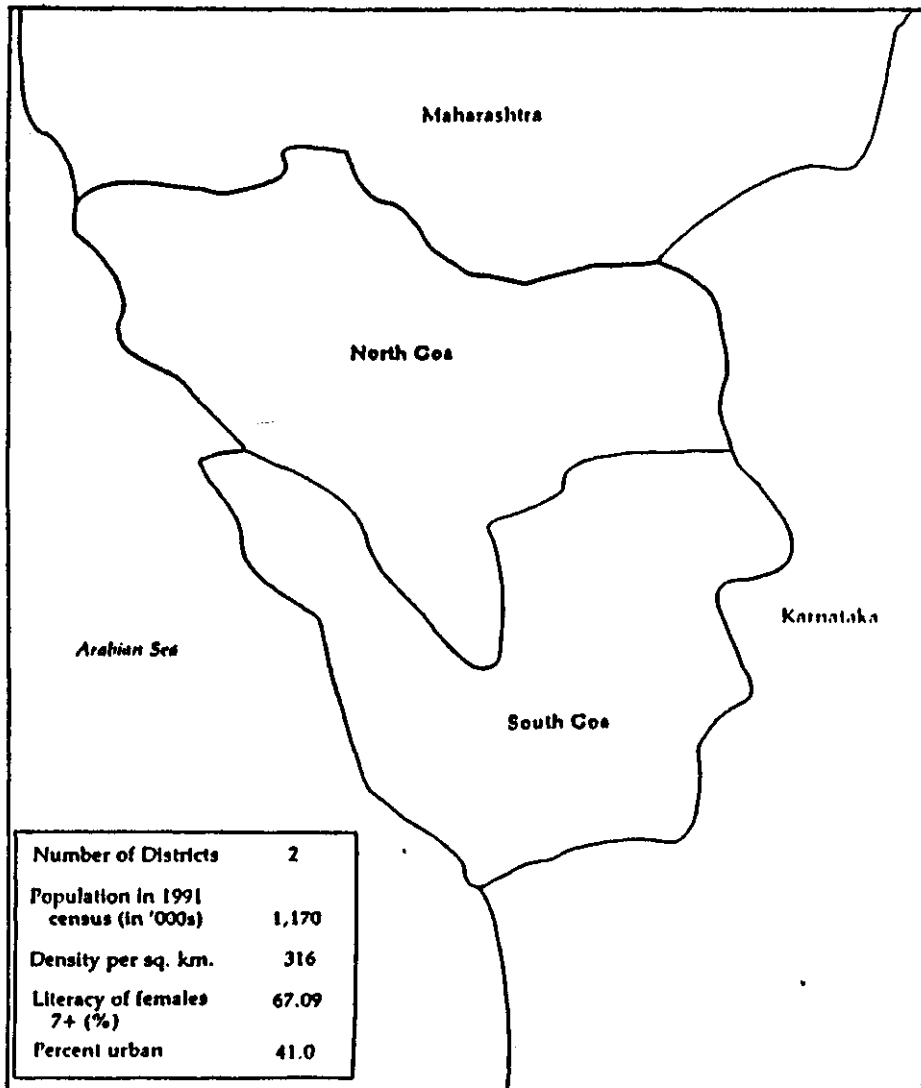 Maharashtra
North Goa
Karnataka
Arabian Sea
South Goa
Number of Districts 2
Population in 1991
census (in '000s) 1,170
Density per sq. km. 316
Literacy of females 67.09
7+ (%)
Percent urban 41.0